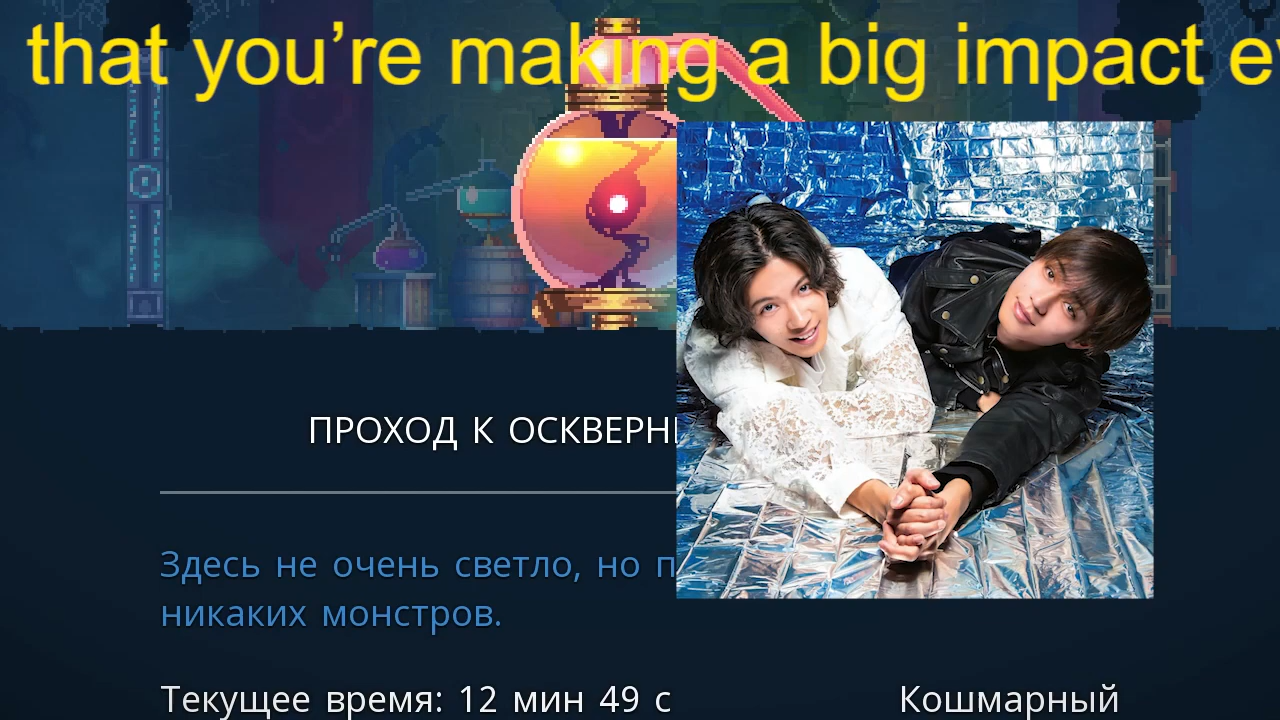 that you’re making a big impact
ПРОХОД К
Здесь не очень светло, но
никаких монстров.
Текущее время: 12 мин 49 с Кошмарный